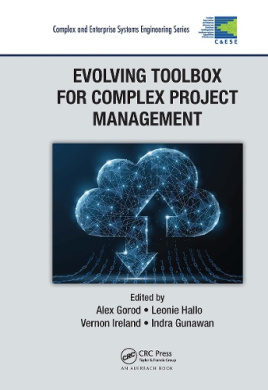 Complex and Enterprise Systems Engineering Series
CAESE
EVOLVING TOOLBOX
FOR COMPLEX PROJECT
MANAGEMENT
Edited by
Alex Gorod • Leonie Hallo
Vernon Ireland • Indra Gunawan
CRC Press
Taylor & Francis Group
AN AUERBACH BOOK